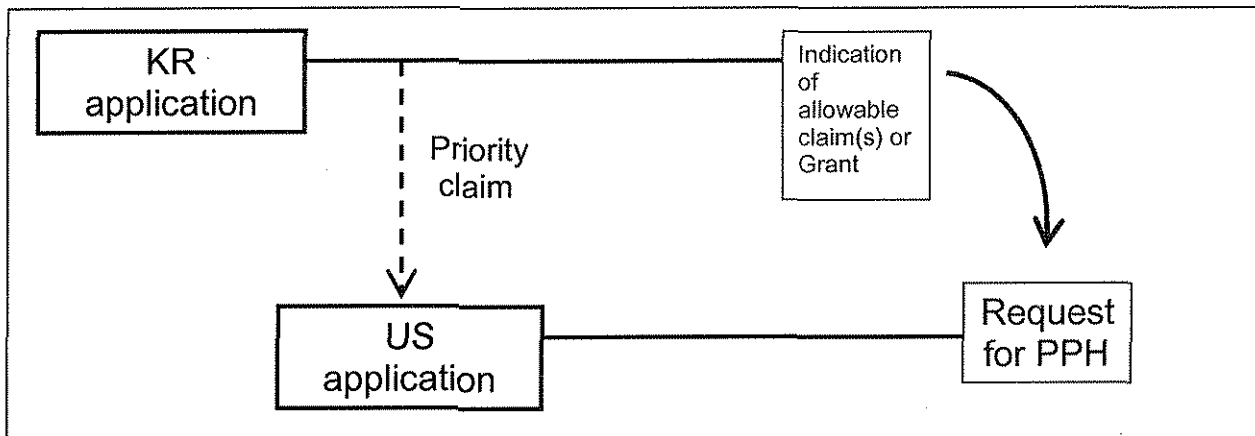 KR
application
Indication
of
allowable
claim(s) or
Grant
Priority
claim
US
application
Request
for PPH